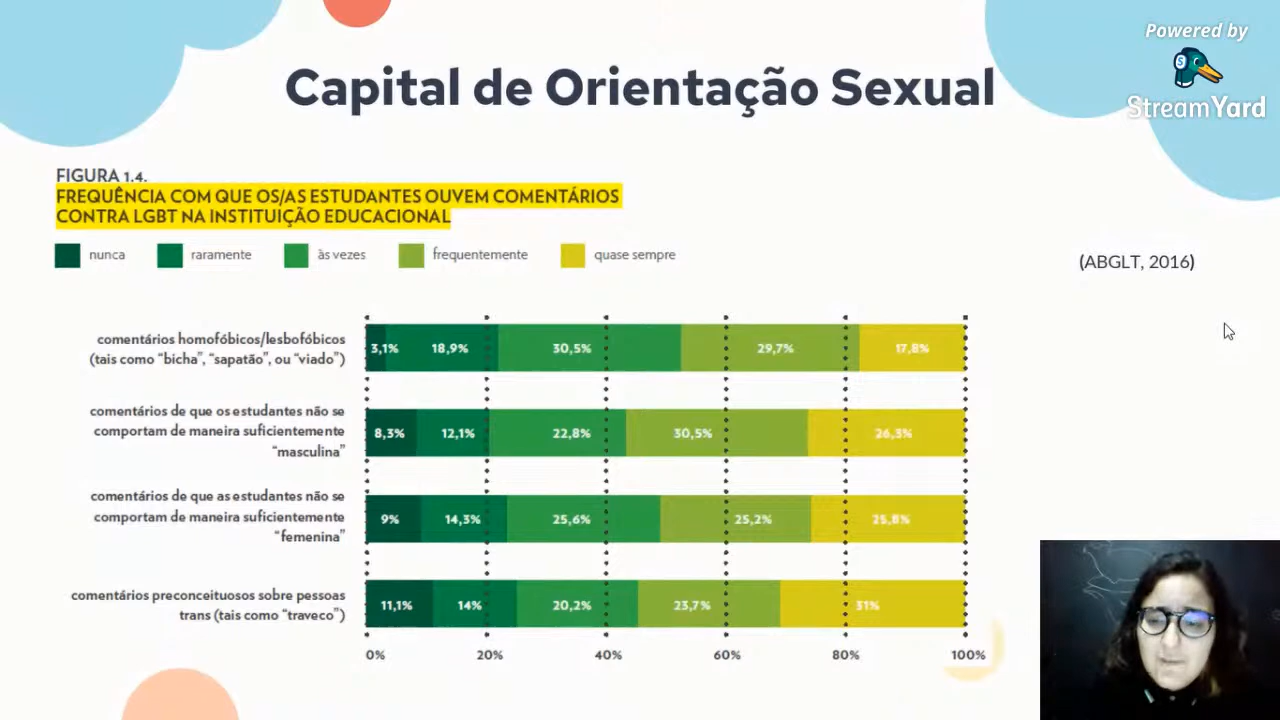 Powered by
StreamYard
Capital de Orientação Sexual
FIGURA 1.4.
FREQUÊNCIA COM QUE OS/AS ESTUDANTES OUVEM COMENTÁRIOS
CONTRA LGBT NA INSTITUIÇÃO EDUCACIONAL
nunca raramente às vezes frequentemente quase sempre
(ABGLT, 2016)
comentários homofóbicos/lesbofóbicos
(tais como “bicha”, “sapatão”, ou “viado”)
3,1% 18,9% 30,5% 29,7% 17,8%
comentários de que os estudantes não se
comportam de maneira suficientemente
“masculina”
8,3% 12,1% 22,8% 30,5% 26,3%
comentários de que as estudantes não se
comportam de maneira suficientemente
“femenina”
9% 14,3% 25,6% 25,2% 25,8%
comentários preconceituosos sobre pessoas
trans (tais como “traveco”)
11,1% 14% 20,2% 23,7% 31%
0% 20% 40% 60% 80% 100%